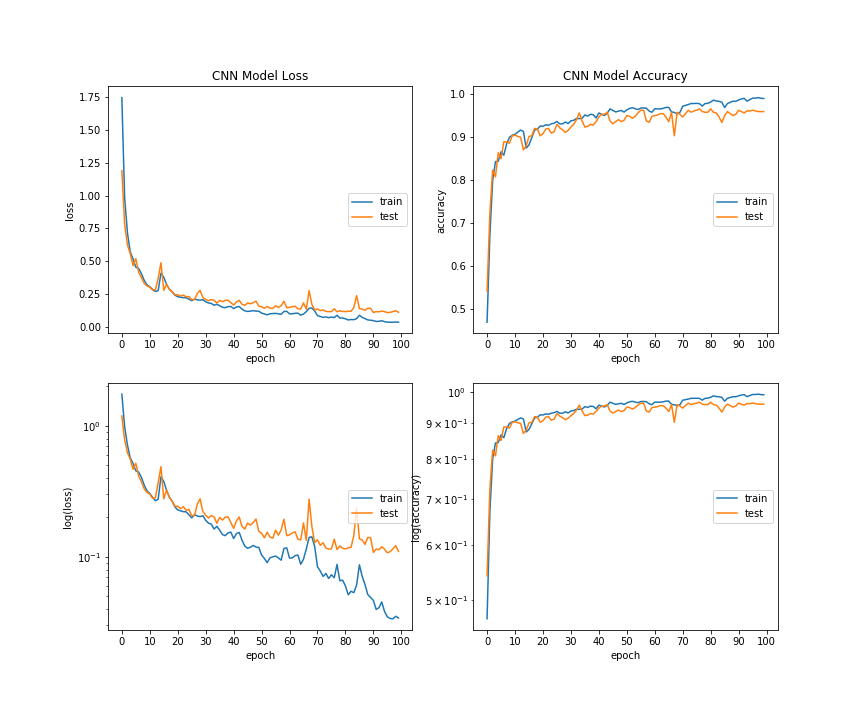 CNN Model Loss
1.75
1.50
1.25
1.00
0.75
0.50
0.25
0.00
loss
train
test
0 10 20 30 40 50 60 70 80 90 100
epoch
CNN Model Accuracy
1.0
0.9
0.8
0.7
0.6
0.5
accuracy
train
test
0 10 20 30 40 50 60 70 80 90 100
epoch
10⁰
10⁻¹
log(loss)
train
test
0 10 20 30 40 50 60 70 80 90 100
epoch
10⁰
9 × 10⁻¹
8 × 10⁻¹
7 × 10⁻¹
6 × 10⁻¹
5 × 10⁻¹
log(accuracy)
train
test
0 10 20 30 40 50 60 70 80 90 100
epoch